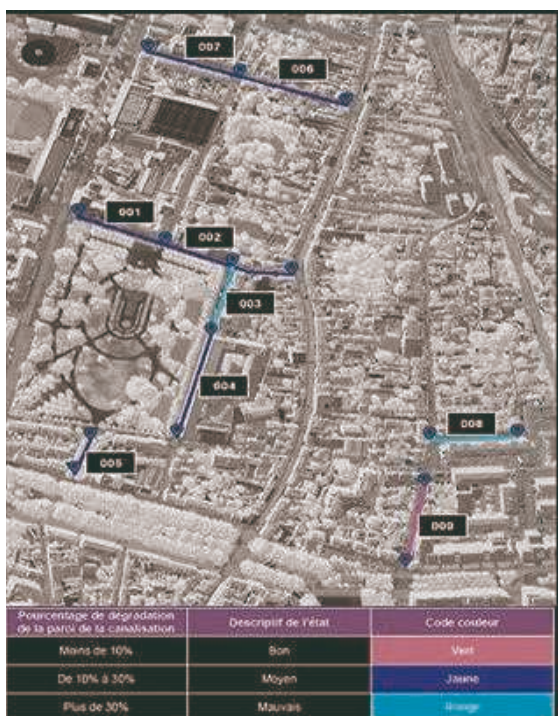 007
006
001
002
003
004
005
008
009
Pourcentage de dégradation de la paroi de la canalisation
Descriptif de l'état
Code couleur
Moins de 10%
Bon
Vert
De 10% à 30%
Moyen
Jaune
Plus de 30%
Mauvais
Orange